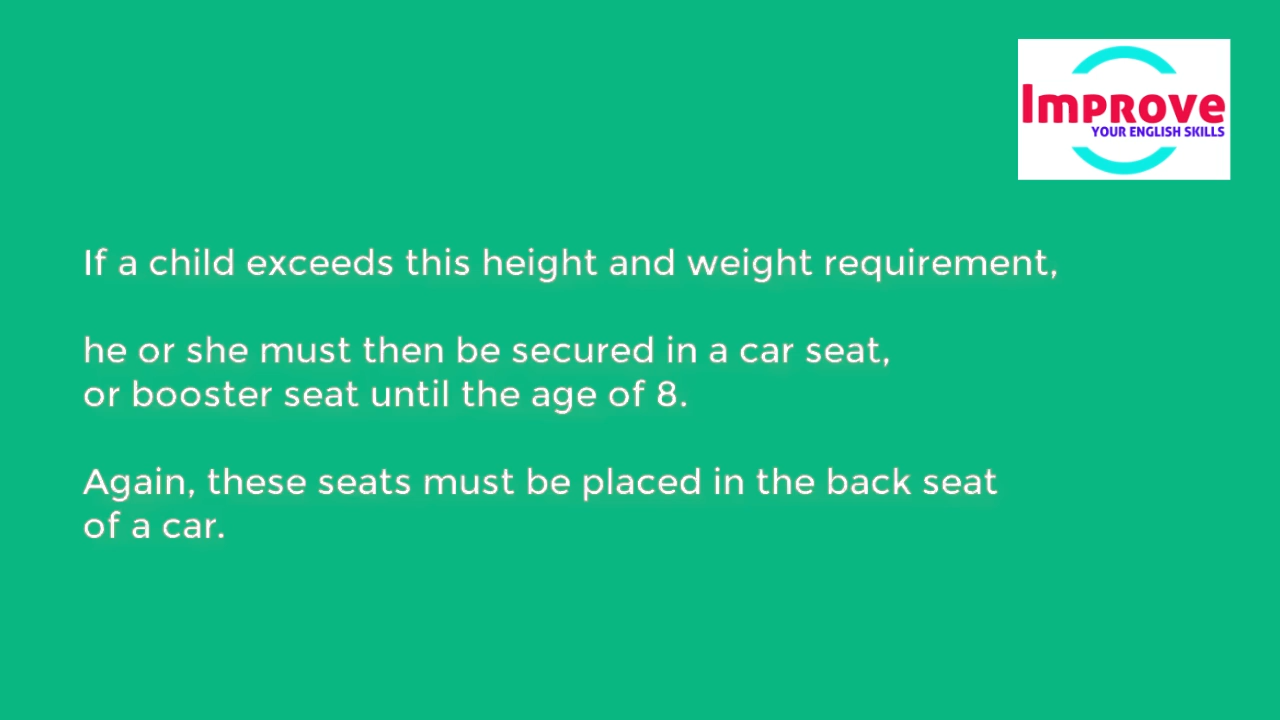 Improve
YOUR ENGLISH SKILLS
If a child exceeds this height and weight requirement,
he or she must then be secured in a car seat,
or booster seat until the age of 8.
Again, these seats must be placed in the back seat
of a car.